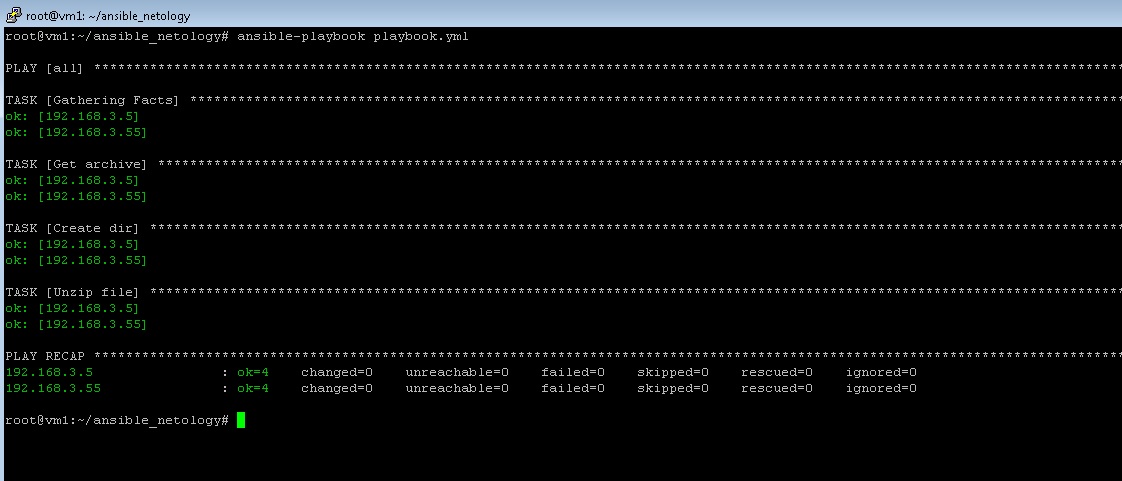 root@vm1: ~/ansible_netology
root@vm1:~/ansible_netology# ansible-playbook playbook.yml
PLAY [all] *********************************************************************************************************************************
TASK [Gathering Facts] *********************************************************************************************************************
ok: [192.168.3.5]
ok: [192.168.3.55]
TASK [Get archive] *************************************************************************************************************************
ok: [192.168.3.5]
ok: [192.168.3.55]
TASK [Create dir] **************************************************************************************************************************
ok: [192.168.3.5]
ok: [192.168.3.55]
TASK [Unzip file] **************************************************************************************************************************
ok: [192.168.3.5]
ok: [192.168.3.55]
PLAY RECAP *********************************************************************************************************************************
192.168.3.5                : ok=4    changed=0    unreachable=0    failed=0    skipped=0    rescued=0    ignored=0
192.168.3.55               : ok=4    changed=0    unreachable=0    failed=0    skipped=0    rescued=0    ignored=0
root@vm1:~/ansible_netology#